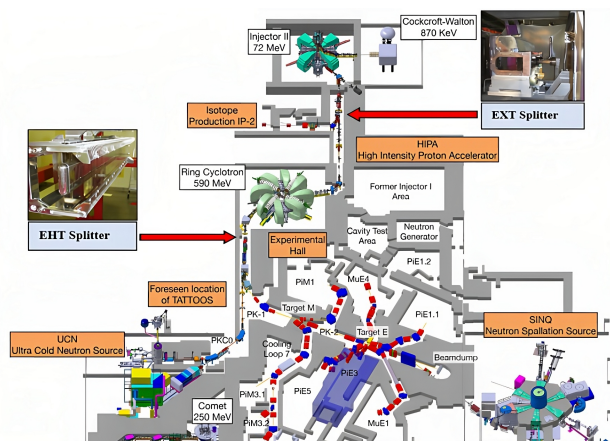 Cockcroft-Walton
870 KeV
Injector II
72 MeV
EXT Splitter
Isotope
Production IP-2
HIPA
High Intensity Proton Accelerator
Ring Cyclotron
590 MeV
Former Injector I
Area
EHT Splitter
Cavity Test
Area
Neutron
Generator
Experimental
Hall
PiE1.2
MuE4
PiM1
Foreseen location
of TATTOOS
PK-1
Target M
PiE1.1
SINQ
Neutron Spallation Source
UCN
Ultra Cold Neutron Source
PKC0
PK-2
Target E
Cooling
Loop 7
Beamdump
PiE3
PiE5
PiM3.1
Comet
250 MeV
PiM3.2
MuE1